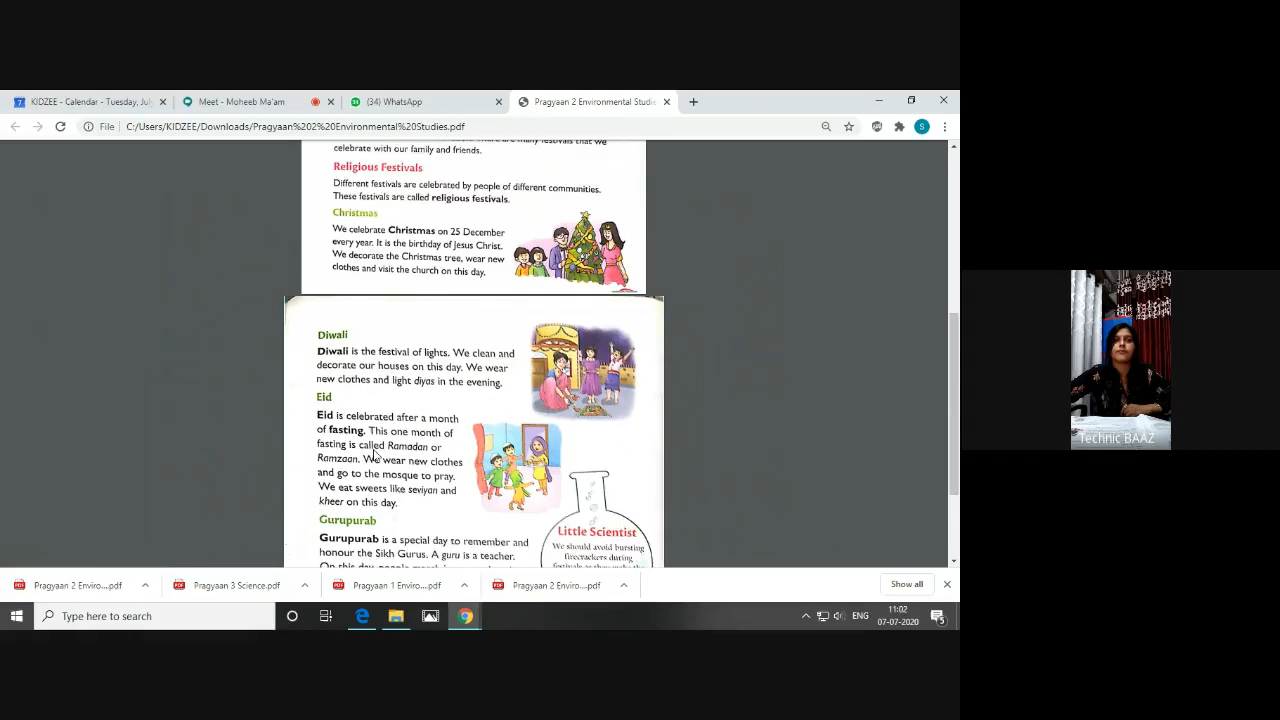 KIDZEE - Calendar - Tuesday, Jul
Meet - Moheeb Ma'am
(34) WhatsApp
Pragyaan 2 Environmental Studie
File C:/Users/KIDZEE/Downloads/Pragyaan%202%20Environmental%20Studies.pdf
S
celebrate with our family and friends.
Religious Festivals
Different festivals are celebrated by people of different communities.
These festivals are called religious festivals.
Christmas
We celebrate Christmas on 25 December
every year. It is the birthday of Jesus Christ.
We decorate the Christmas tree, wear new
clothes and visit the church on this day.
Diwali
Diwali is the festival of lights. We clean and
decorate our houses on this day. We wear
new clothes and light diyas in the evening.
Eid
Eid is celebrated after a month
of fasting. This one month of
fasting is called Ramadan or
Ramzaan. We wear new clothes
and go to the mosque to pray.
We eat sweets like seviyan and
kheer on this day.
Gurupurab
Gurupurab is a special day to remember and
honour the Sikh Gurus. A guru is a teacher.
Little Scientist
We should avoid bursting
firecrackers during
Technic BAAZ
Pragyaan 2 Enviro....pdf
Pragyaan 3 Science.pdf
Pragyaan 1 Enviro....pdf
Pragyaan 2 Enviro....pdf
Show all
Type here to search
ENG
11:02
07-07-2020
5